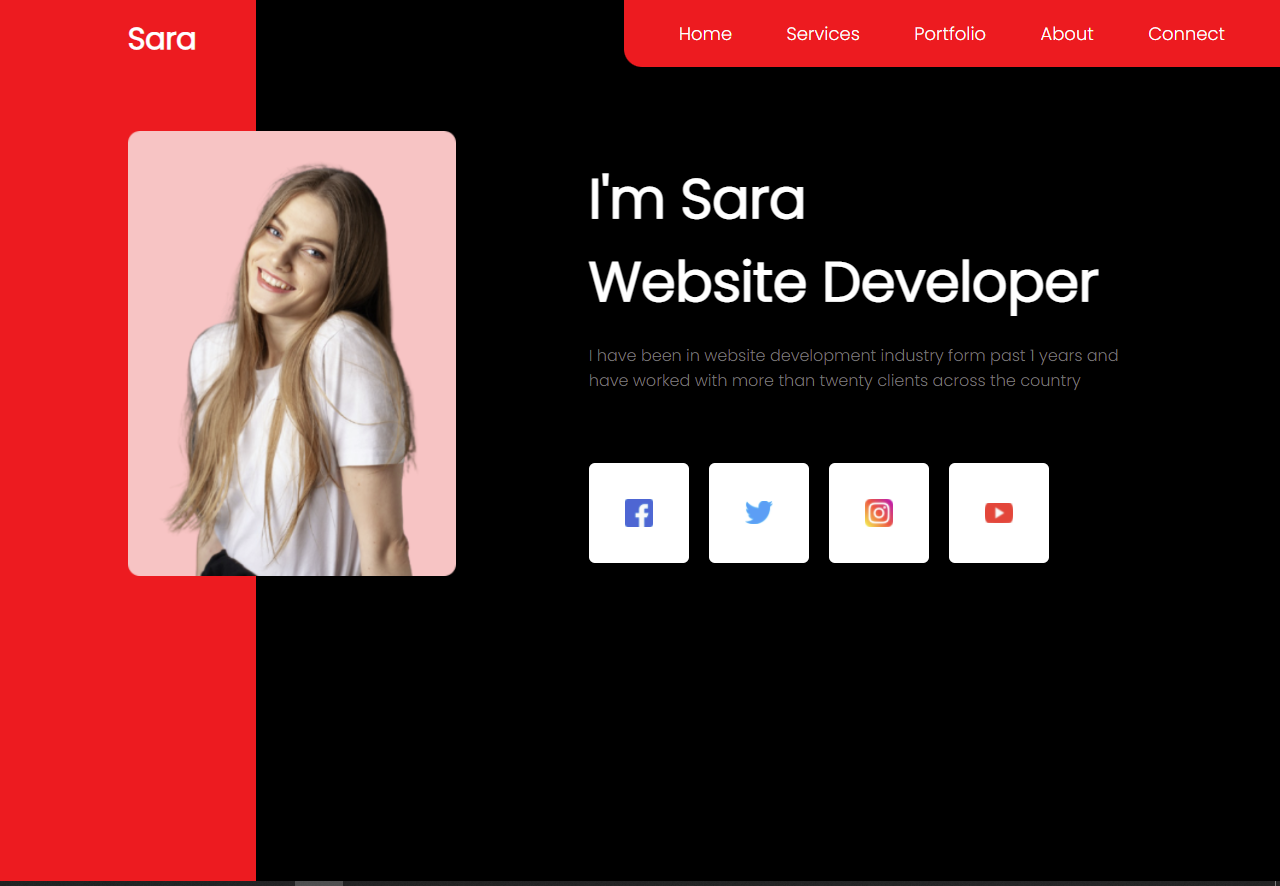 Sara
Home Services Portfolio About Connect
I'm Sara
Website Developer
I have been in website development industry form past 1 years and
have worked with more than twenty clients across the country